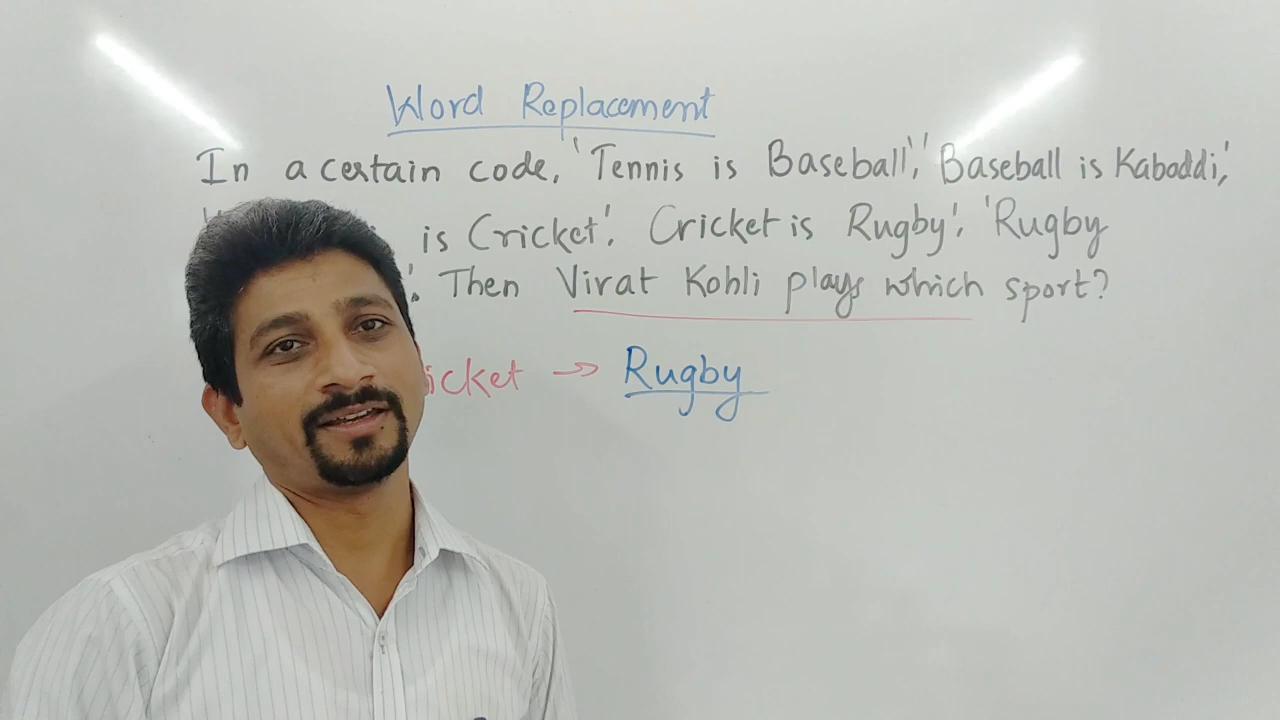 Word Replacement
In a certain code, 'Tennis is Baseball', 'Baseball is Kabaddi,'
is Cricket'. Cricket is Rugby'. 'Rugby
'. Then Virat Kohli plays which sport?
icket → Rugby